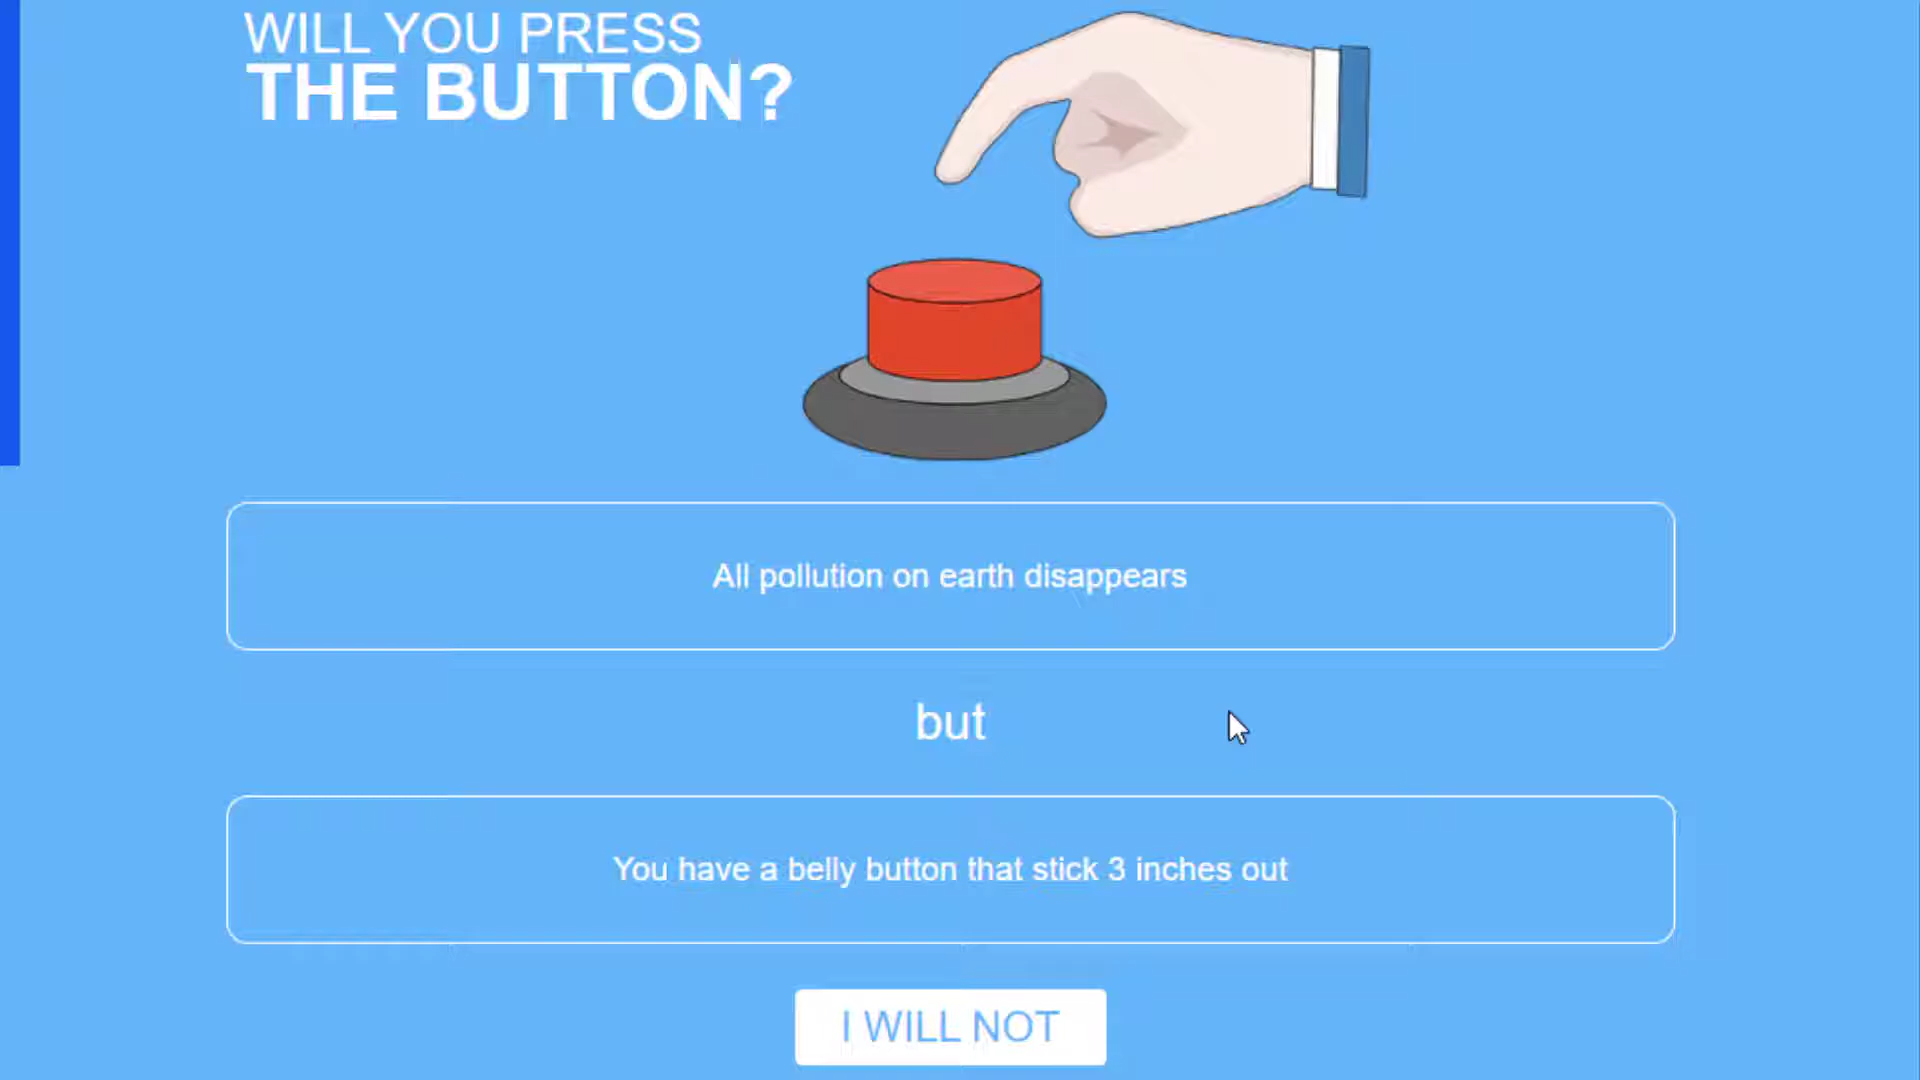 WILL YOU PRESS
THE BUTTON?
All pollution on earth disappears
but
You have a belly button that stick 3 inches out
I WILL NOT